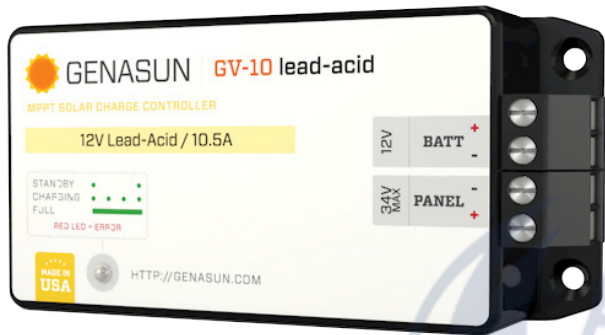 GENASUN GV-10 lead-acid
MPPT SOLAR CHARGE CONTROLLER
12V Lead-Acid / 10.5A
STANDBY
CHARGING
FULL
RED LED = ERROR
MADE IN
USA
HTTP://GENASUN.COM
12V BATT + -
34V MAX PANEL - +